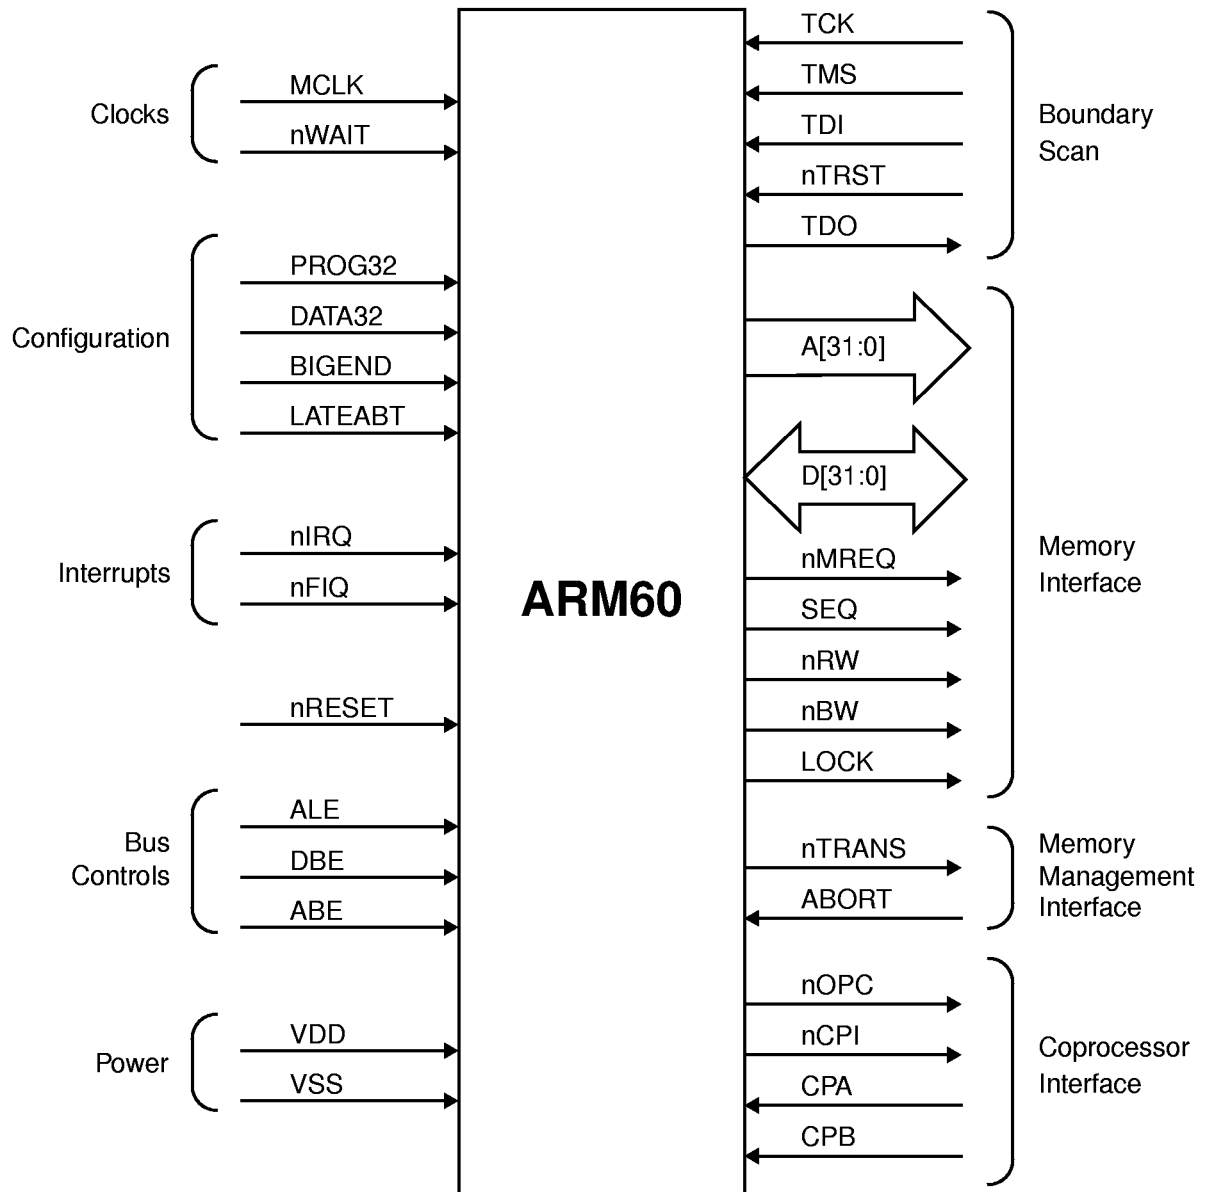 Clocks
MCLK
nWAIT
Configuration
PROG32
DATA32
BIGEND
LATEABT
Interrupts
nIRQ
nFIQ
nRESET
Bus
Controls
ALE
DBE
ABE
Power
VDD
VSS
ARM60
TCK
TMS
TDI
nTRST
TDO
Boundary
Scan
A[31:0]
D[31:0]
nMREQ
SEQ
nRW
nBW
LOCK
Memory
Interface
nTRANS
ABORT
Memory
Management
Interface
nOPC
nCPI
CPA
CPB
Coprocessor
Interface